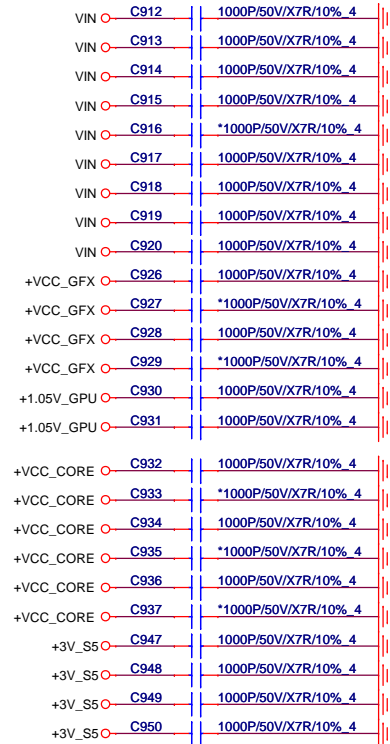 VIN C912 1000P/50V/X7R/10%_4
VIN C913 1000P/50V/X7R/10%_4
VIN C914 1000P/50V/X7R/10%_4
VIN C915 1000P/50V/X7R/10%_4
VIN C916 *1000P/50V/X7R/10%_4
VIN C917 1000P/50V/X7R/10%_4
VIN C918 1000P/50V/X7R/10%_4
VIN C919 1000P/50V/X7R/10%_4
VIN C920 1000P/50V/X7R/10%_4
+VCC_GFX C926 1000P/50V/X7R/10%_4
+VCC_GFX C927 *1000P/50V/X7R/10%_4
+VCC_GFX C928 1000P/50V/X7R/10%_4
+VCC_GFX C929 *1000P/50V/X7R/10%_4
+1.05V_GPU C930 1000P/50V/X7R/10%_4
+1.05V_GPU C931 1000P/50V/X7R/10%_4
+VCC_CORE C932 1000P/50V/X7R/10%_4
+VCC_CORE C933 *1000P/50V/X7R/10%_4
+VCC_CORE C934 1000P/50V/X7R/10%_4
+VCC_CORE C935 *1000P/50V/X7R/10%_4
+VCC_CORE C936 1000P/50V/X7R/10%_4
+VCC_CORE C937 *1000P/50V/X7R/10%_4
+3V_S5 C947 1000P/50V/X7R/10%_4
+3V_S5 C948 1000P/50V/X7R/10%_4
+3V_S5 C949 1000P/50V/X7R/10%_4
+3V_S5 C950 1000P/50V/X7R/10%_4